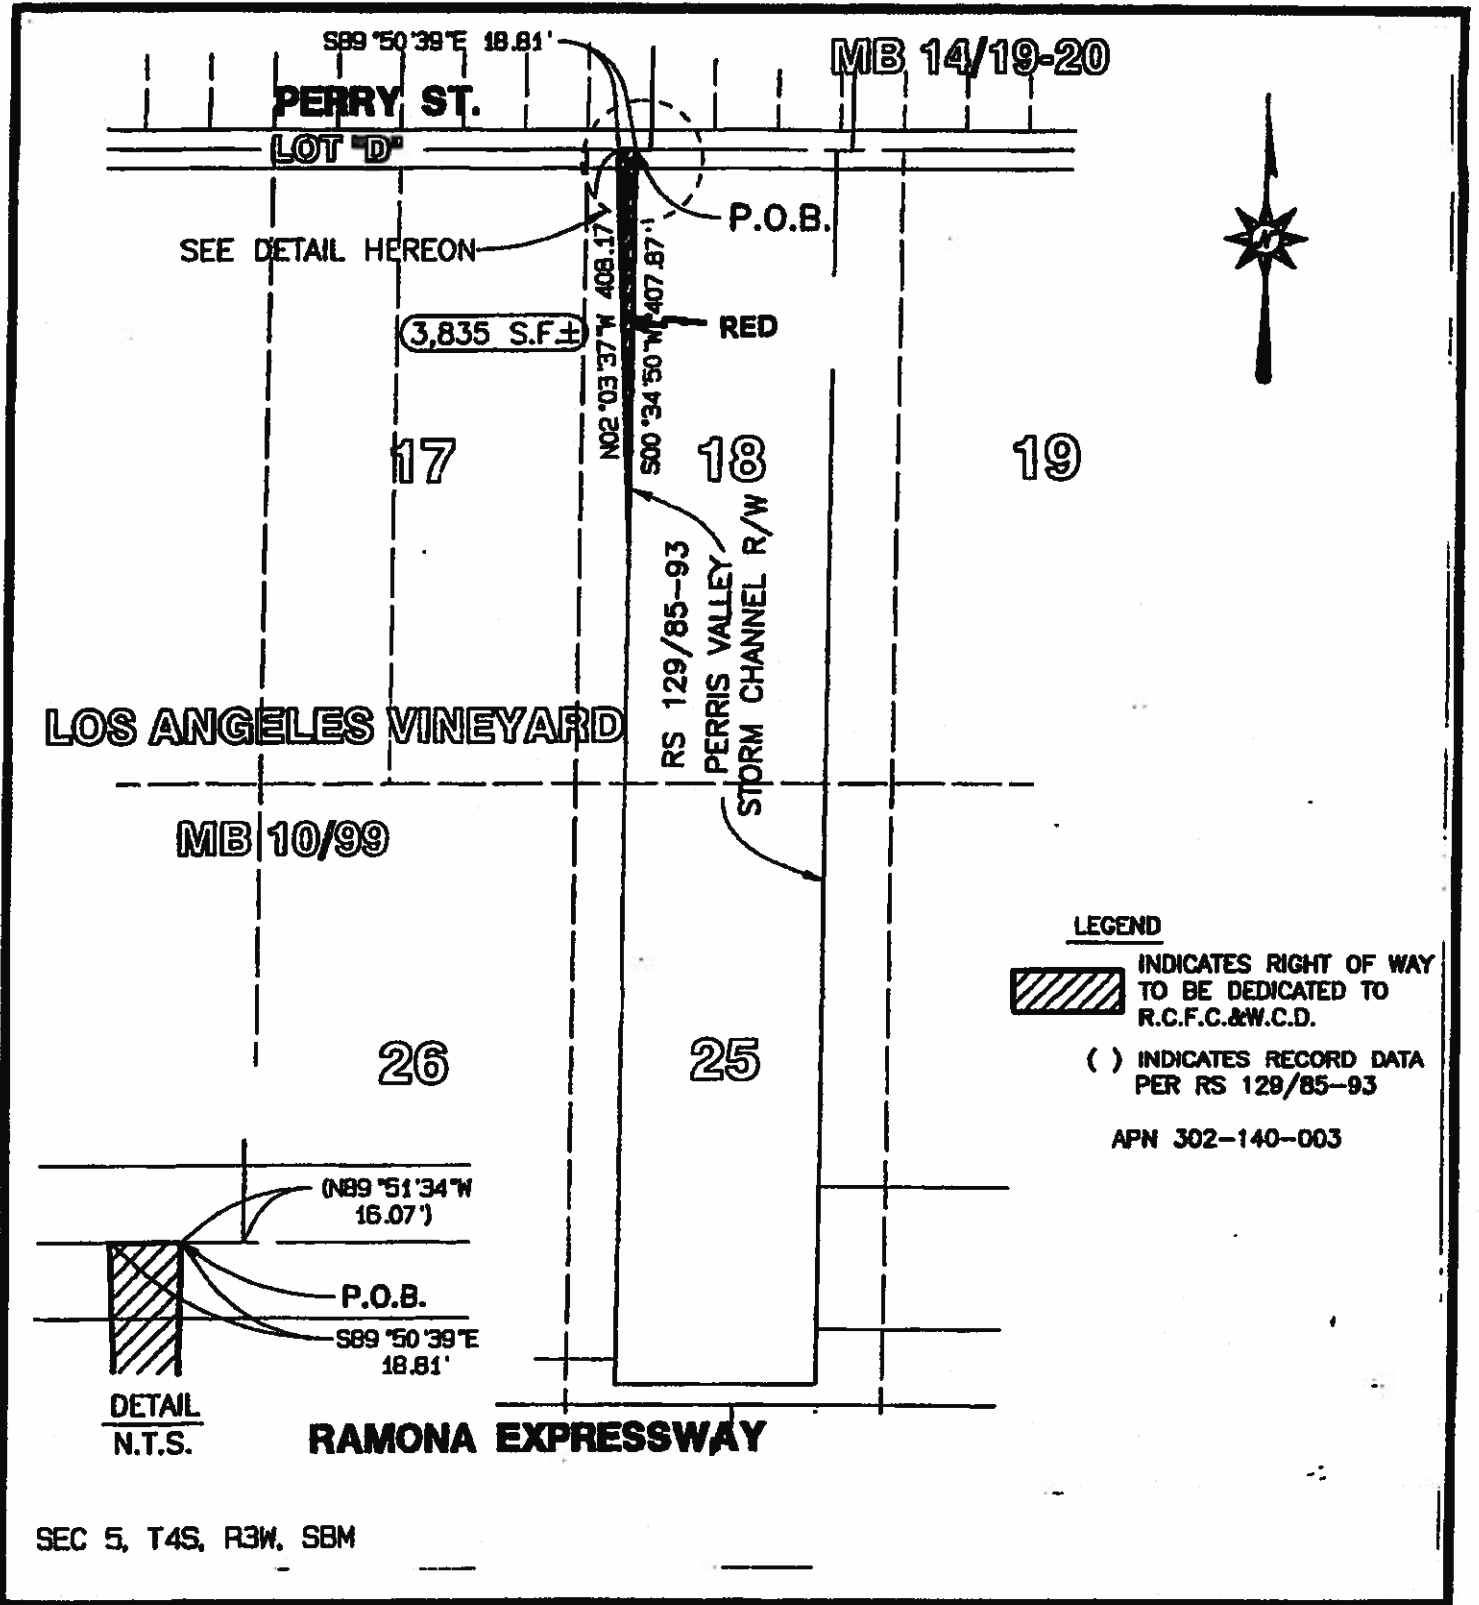 S89°50'39"E 18.81'
MB 14/19-20
PERRY ST.
LOT "D"
P.O.B.
SEE DETAIL HEREON
N
N02°03'37"W 408.17'
S00°34'50"W 407.87'
3,835 S.F.±
RED
17
18
19
RS 129/85-93
PERRIS VALLEY
STORM CHANNEL R/W
LOS ANGELES VINEYARD
MB 10/99
LEGEND
INDICATES RIGHT OF WAY
TO BE DEDICATED TO
R.C.F.C.&W.C.D.
( ) INDICATES RECORD DATA
PER RS 129/85-93
APN 302-140-003
26
25
(N89°51'34"W
16.07')
P.O.B.
S89°50'39"E
18.81'
DETAIL
N.T.S.
RAMONA EXPRESSWAY
SEC 5, T4S, R3W, SBM